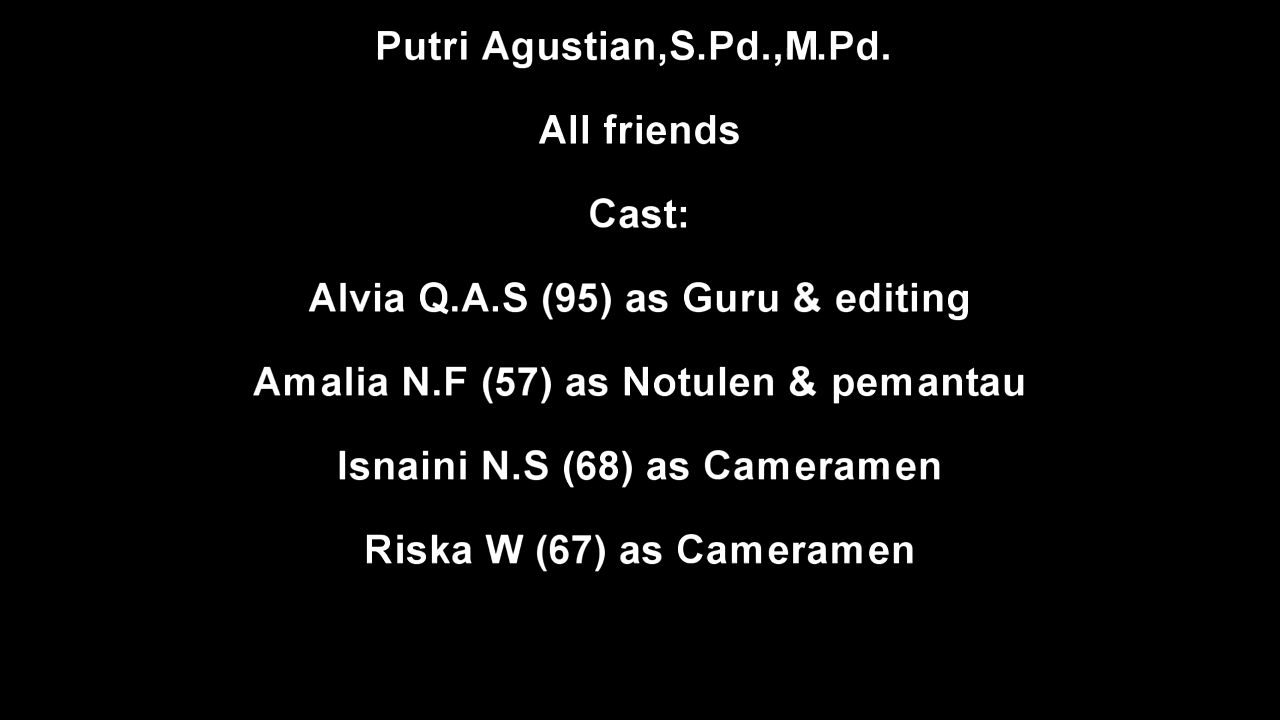 Putri Agustian,S.Pd.,M.Pd.
All friends
Cast:
Alvia Q.A.S (95) as Guru & editing
Amalia N.F (57) as Notulen & pemantau
Isnaini N.S (68) as Cameramen
Riska W (67) as Cameramen